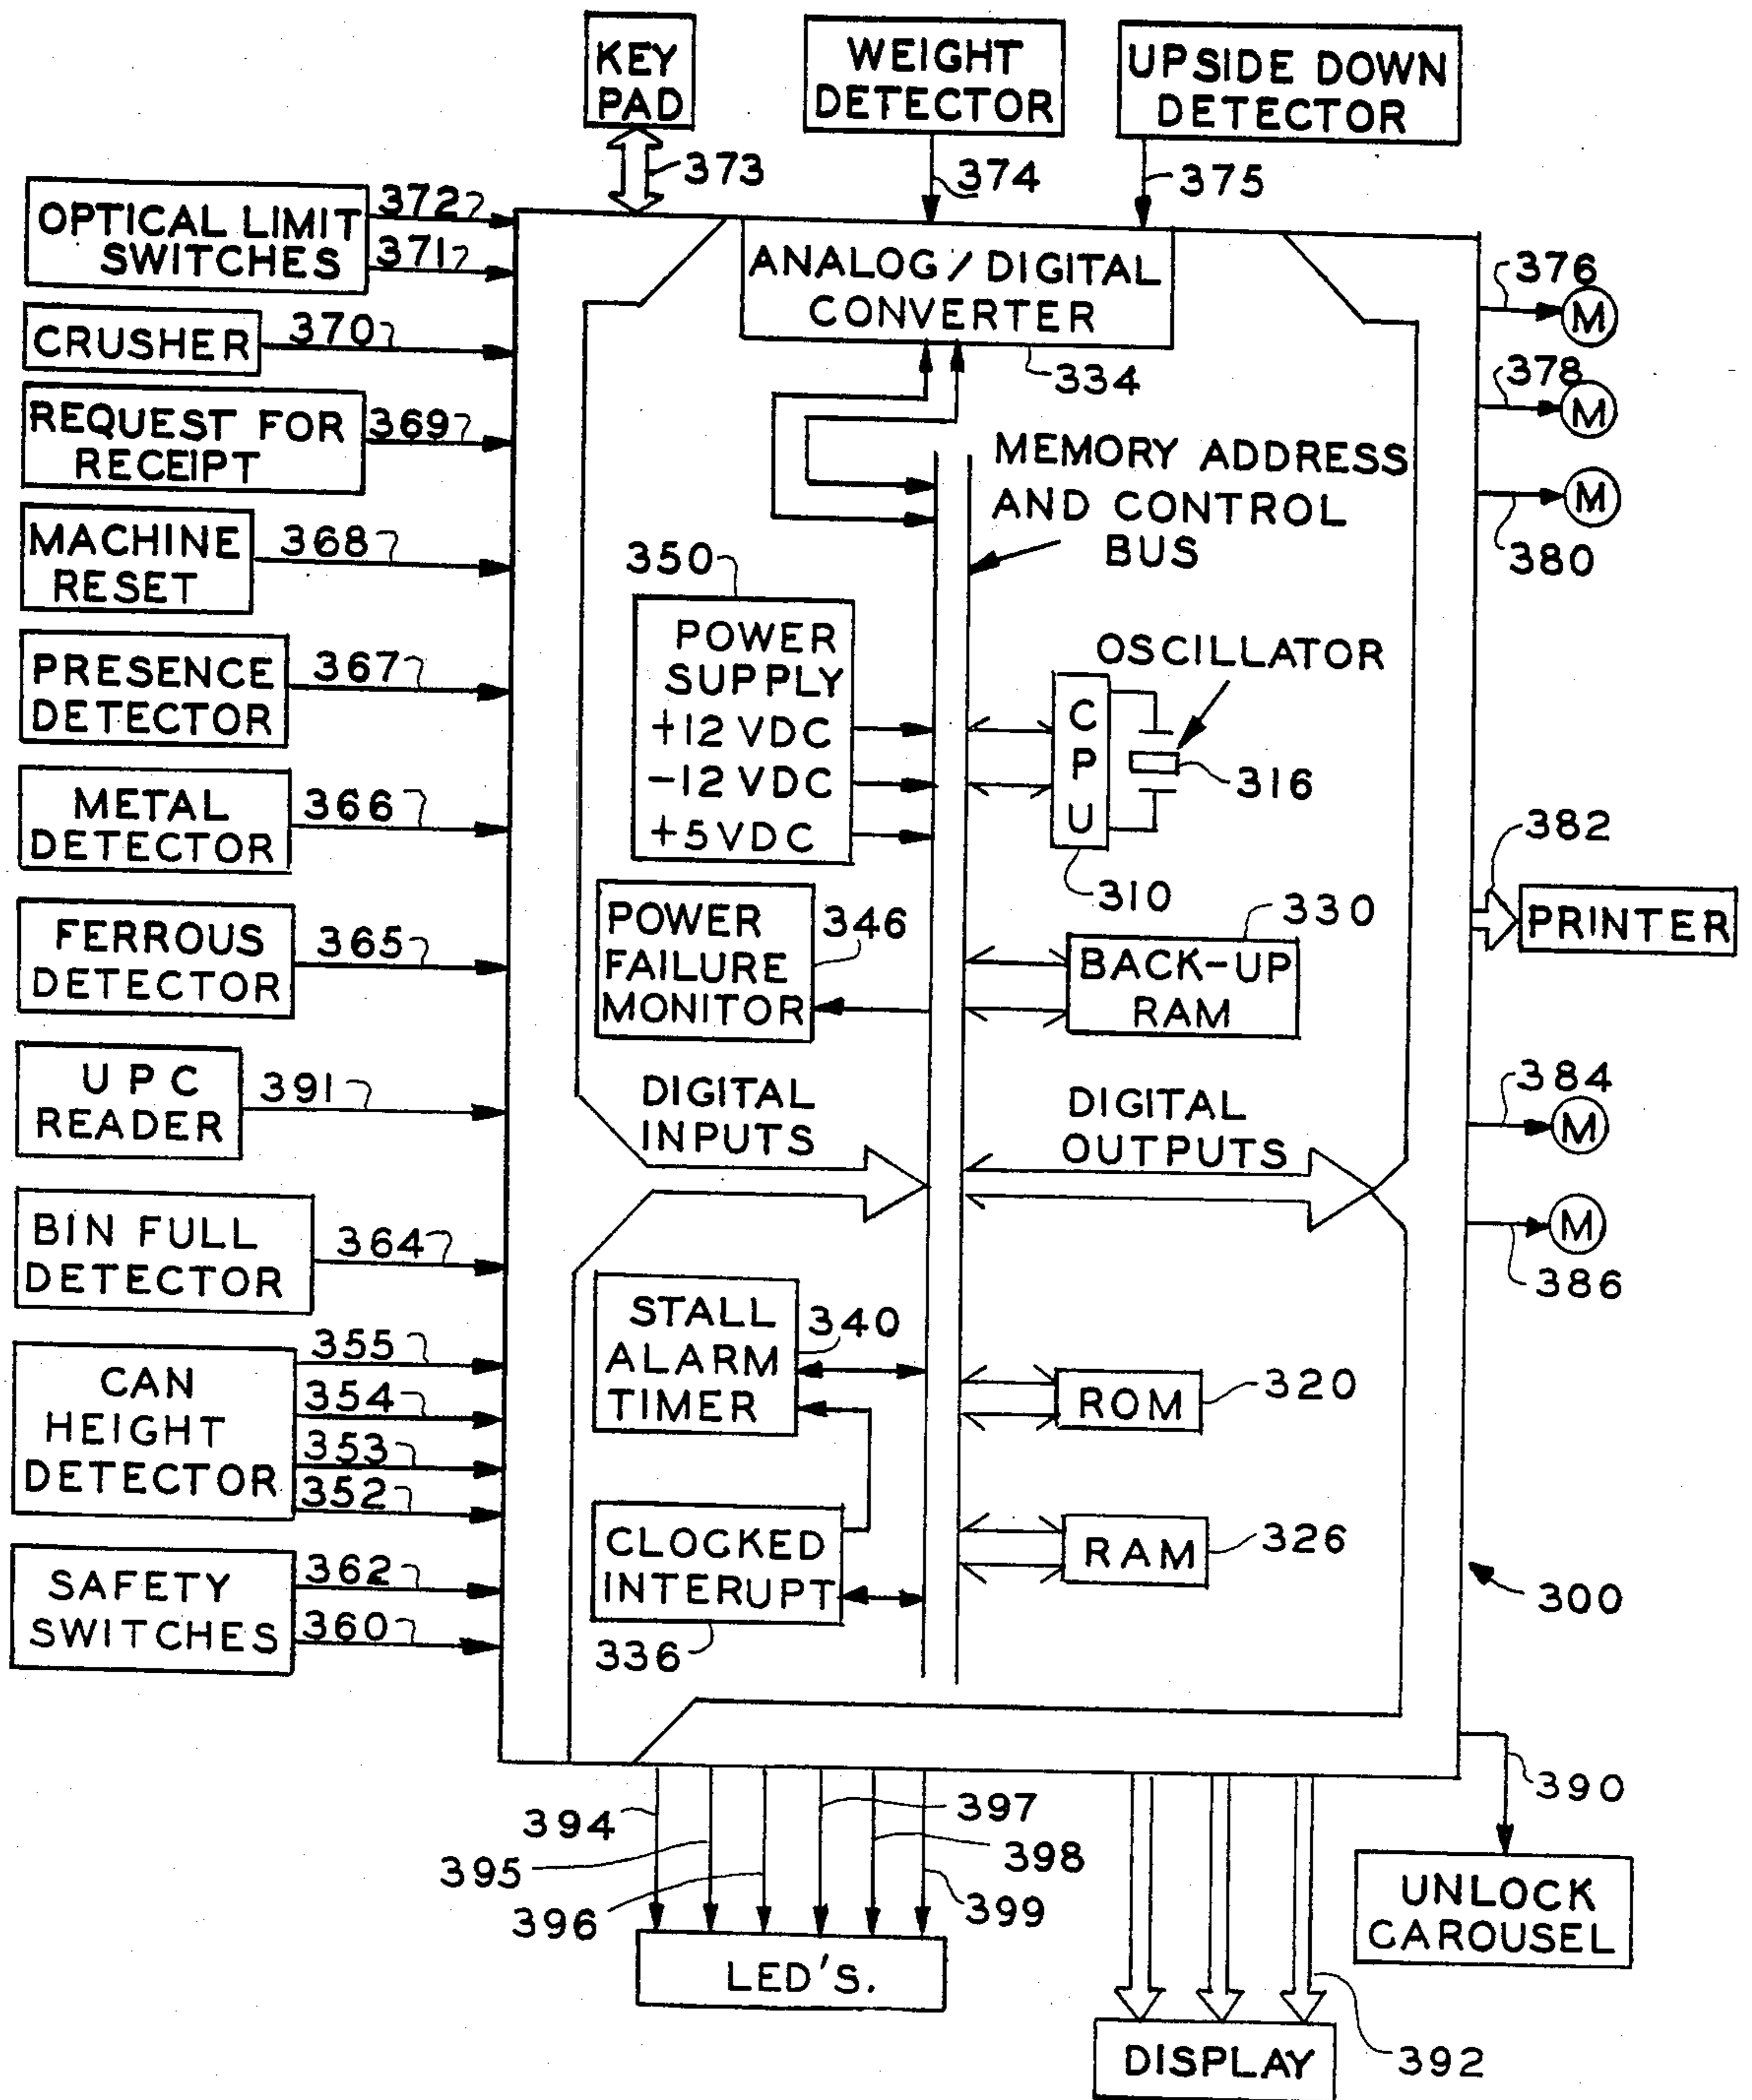 KEY
PAD
WEIGHT
DETECTOR
UPSIDE DOWN
DETECTOR
373
374
375
OPTICAL LIMIT
SWITCHES
372
371
CRUSHER
370
REQUEST FOR
RECEIPT
369
MACHINE
RESET
368
PRESENCE
DETECTOR
367
METAL
DETECTOR
366
FERROUS
DETECTOR
365
UPC
READER
391
BIN FULL
DETECTOR
364
CAN
HEIGHT
DETECTOR
355
354
353
352
SAFETY
SWITCHES
362
360
ANALOG/DIGITAL
CONVERTER
334
MEMORY ADDRESS
AND CONTROL
BUS
350
POWER
SUPPLY
+12 VDC
-12 VDC
+5 VDC
OSCILLATOR
C
P
U
316
310
POWER
FAILURE
MONITOR
346
330
BACK-UP
RAM
DIGITAL
INPUTS
DIGITAL
OUTPUTS
STALL
ALARM
TIMER
340
ROM
320
CLOCKED
INTERUPT
336
RAM
326
376
M
378
M
M
380
382
PRINTER
384
M
M
386
300
390
UNLOCK
CAROUSEL
394
395
396
397
398
399
LED'S.
392
DISPLAY